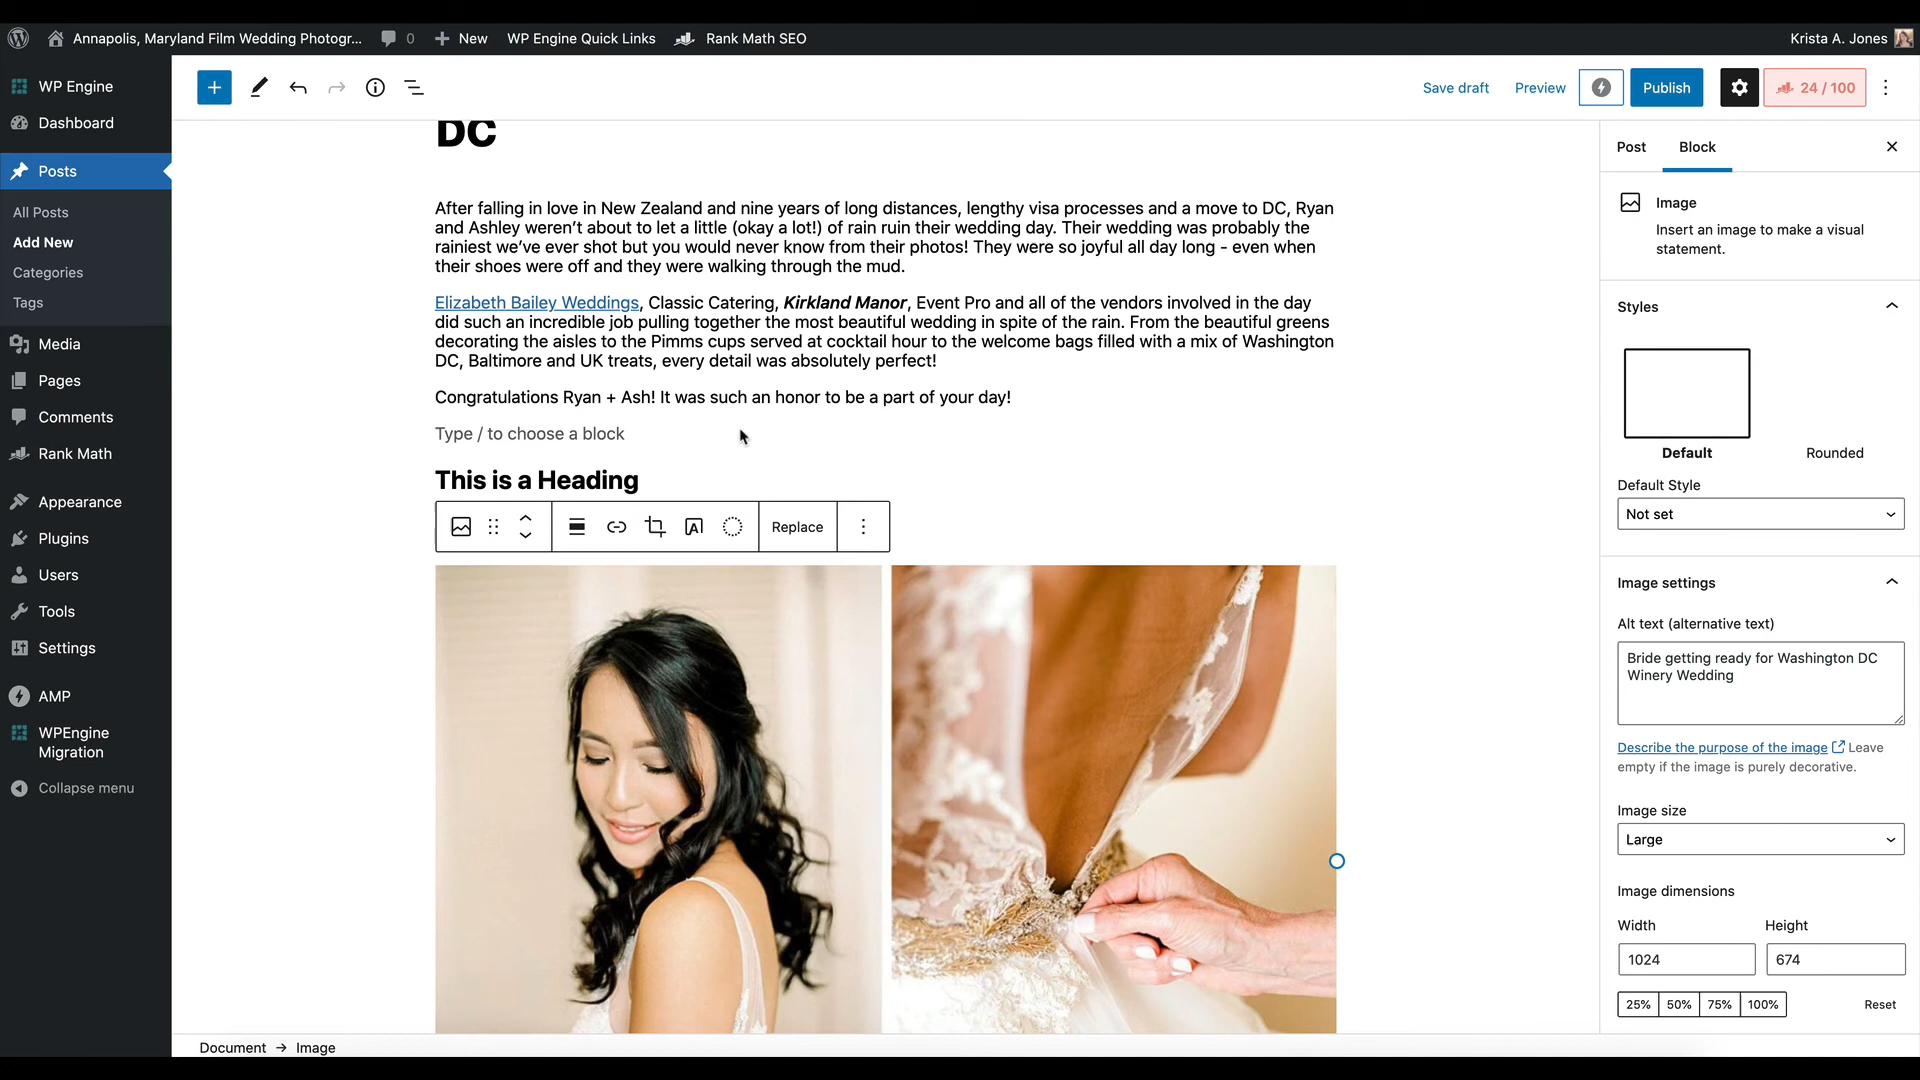 Annapolis, Maryland Film Wedding Photogr...
0
New
WP Engine Quick Links
Rank Math SEO
Krista A. Jones
WP Engine
Dashboard
Posts
All Posts
Add New
Categories
Tags
Media
Pages
Comments
Rank Math
Appearance
Plugins
Users
Tools
Settings
AMP
WPEngine
Migration
Collapse menu
Save draft
Preview
Publish
24 / 100
DC
After falling in love in New Zealand and nine years of long distances, lengthy visa processes and a move to DC, Ryan
and Ashley weren't about to let a little (okay a lot!) of rain ruin their wedding day. Their wedding was probably the
rainiest we've ever shot but you would never know from their photos! They were so joyful all day long - even when
their shoes were off and they were walking through the mud.
Elizabeth Bailey Weddings, Classic Catering, Kirkland Manor, Event Pro and all of the vendors involved in the day
did such an incredible job pulling together the most beautiful wedding in spite of the rain. From the beautiful greens
decorating the aisles to the Pimms cups served at cocktail hour to the welcome bags filled with a mix of Washington
DC, Baltimore and UK treats, every detail was absolutely perfect!
Congratulations Ryan + Ash! It was such an honor to be a part of your day!
Type / to choose a block
This is a Heading
Replace
Document → Image
Post
Block
Image
Insert an image to make a visual
statement.
Styles
Default
Rounded
Default Style
Not set
Image settings
Alt text (alternative text)
Bride getting ready for Washington DC
Winery Wedding
Describe the purpose of the image Leave
empty if the image is purely decorative.
Image size
Large
Image dimensions
Width
Height
1024
674
25%
50%
75%
100%
Reset